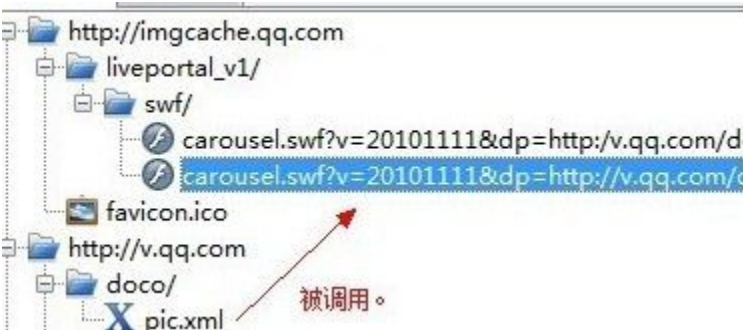 http://imgcache.qq.com
liveportal_v1/
swf/
carousel.swf?v=20101111&dp=http:/v.qq.com/d
carousel.swf?v=20101111&dp=http://v.qq.com/d
favicon.ico
http://v.qq.com
doco/
被调用。
pic.xml